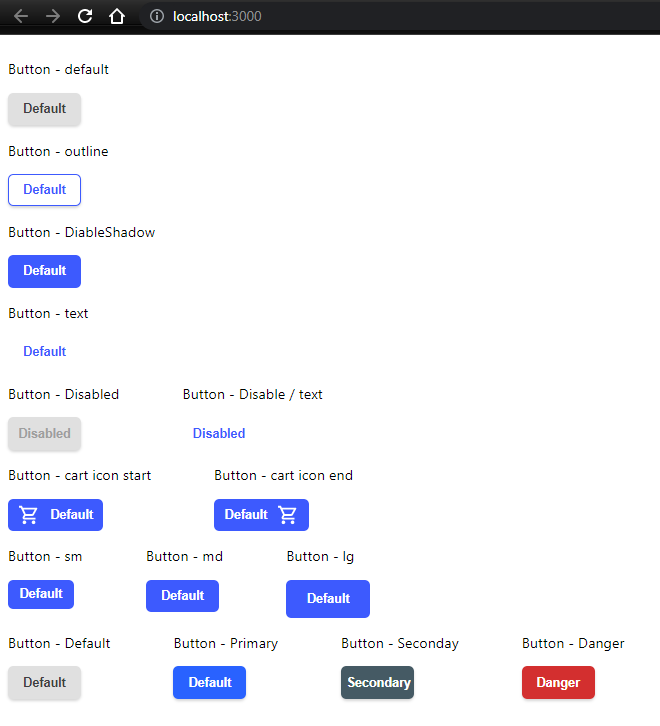 localhost:3000
Button - default
Default
Button - outline
Default
Button - DiableShadow
Default
Button - text
Default
Button - Disabled Button - Disable / text
Disabled Disabled
Button - cart icon start Button - cart icon end
Default Default
Button - sm Button - md Button - lg
Default Default Default
Button - Default Button - Primary Button - Seconday Button - Danger
Default Default Secondary Danger